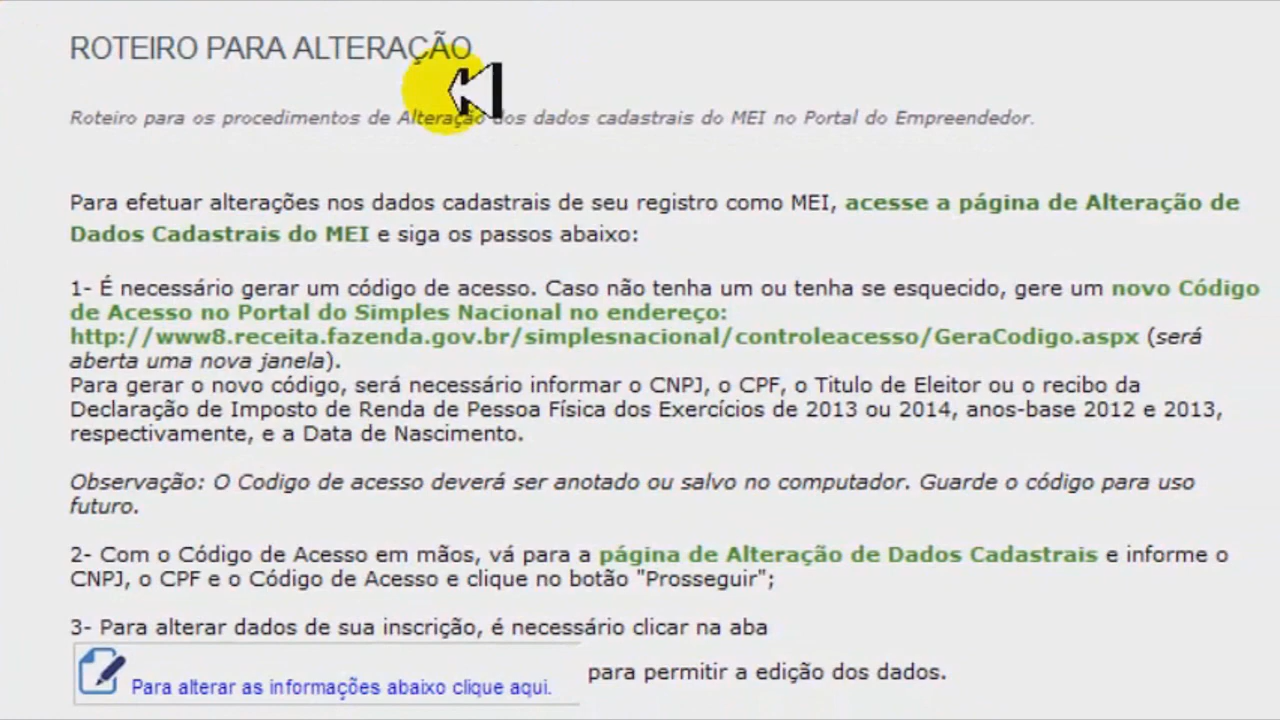 ROTEIRO PARA ALTERAÇÃO
Roteiro para os procedimentos de Alteração dos dados cadastrais do MEI no Portal do Empreendedor.
Para efetuar alterações nos dados cadastrais de seu registro como MEI, acesse a página de Alteração de
Dados Cadastrais do MEI e siga os passos abaixo:
1- É necessário gerar um código de acesso. Caso não tenha um ou tenha se esquecido, gere um novo Código
de Acesso no Portal do Simples Nacional no endereço:
http://www8.receita.fazenda.gov.br/simplesnacional/controleacesso/GeraCodigo.aspx (será
aberta uma nova janela).
Para gerar o novo código, será necessário informar o CNPJ, o CPF, o Titulo de Eleitor ou o recibo da
Declaração de Imposto de Renda de Pessoa Física dos Exercícios de 2013 ou 2014, anos-base 2012 e 2013,
respectivamente, e a Data de Nascimento.
Observação: O Codigo de acesso deverá ser anotado ou salvo no computador. Guarde o código para uso
futuro.
2- Com o Código de Acesso em mãos, vá para a página de Alteração de Dados Cadastrais e informe o
CNPJ, o CPF e o Código de Acesso e clique no botão "Prosseguir";
3- Para alterar dados de sua inscrição, é necessário clicar na aba
Para alterar as informações abaixo clique aqui. para permitir a edição dos dados.